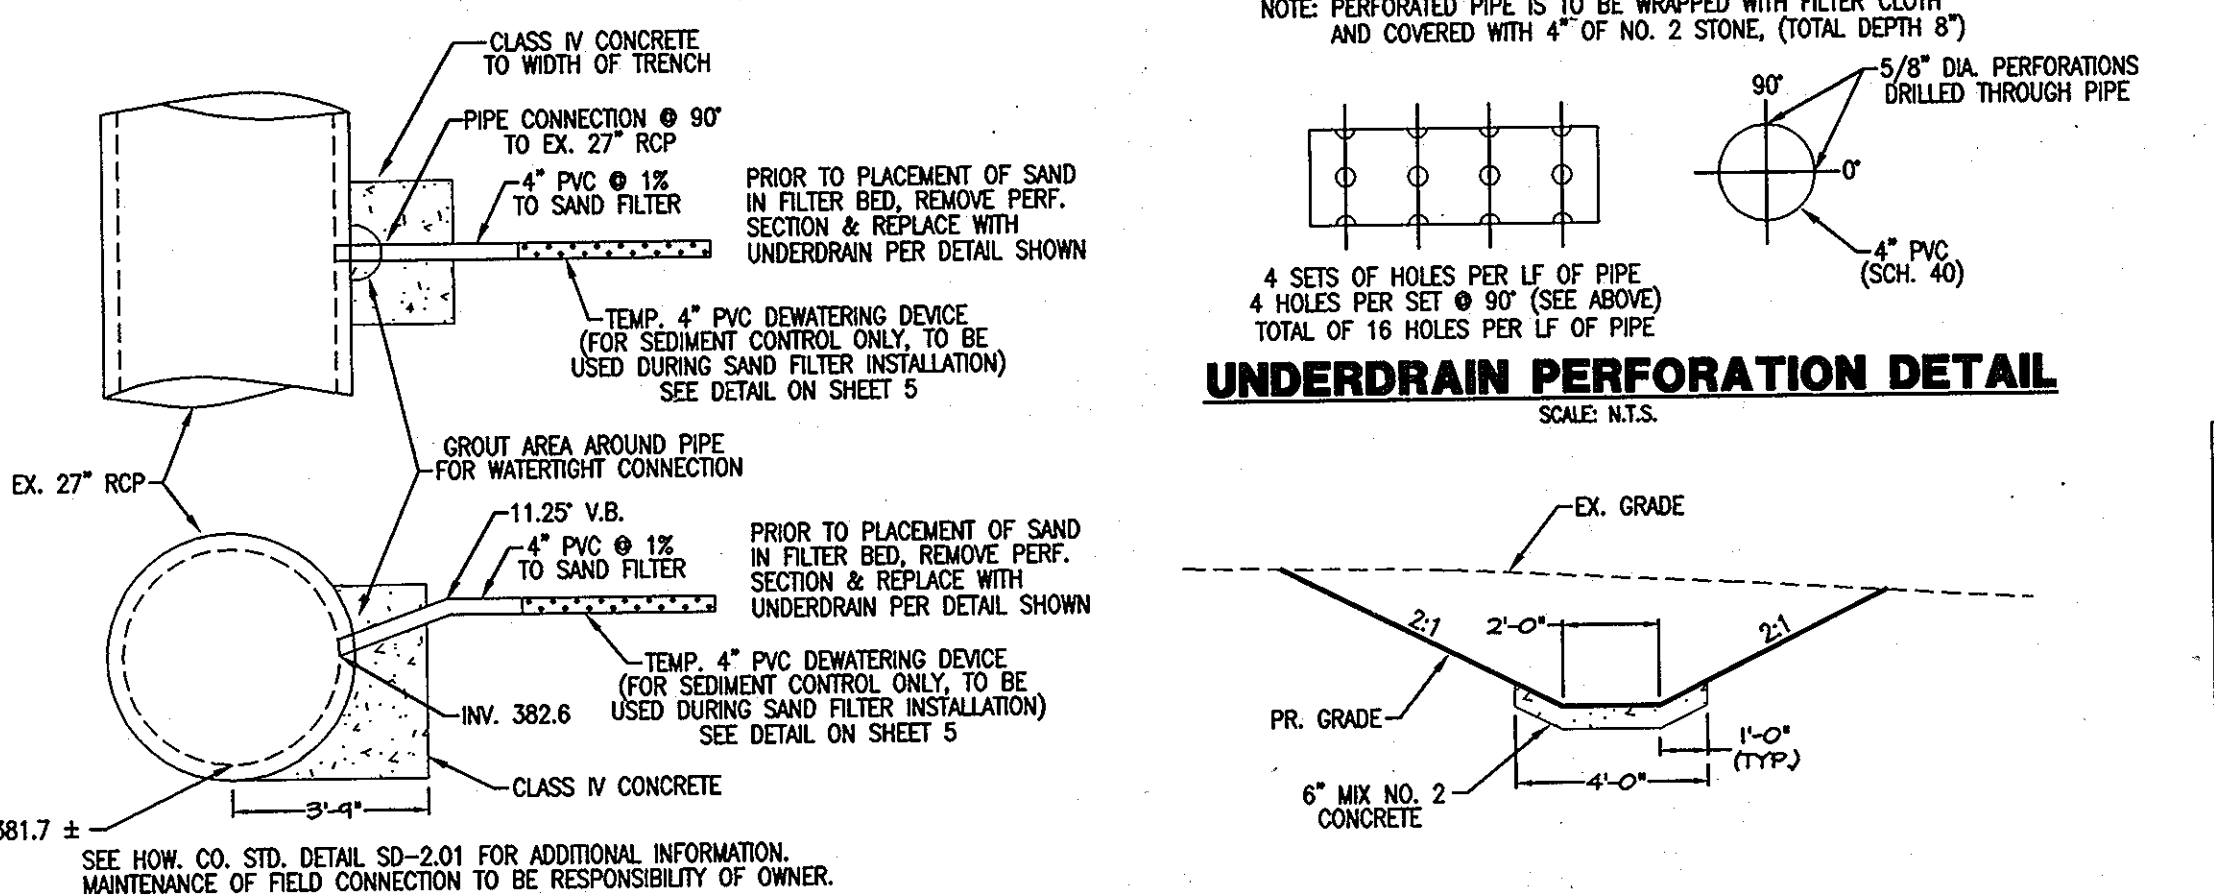 CLASS IV CONCRETE
TO WIDTH OF TRENCH
PIPE CONNECTION @ 90°
TO EX. 27" RCP
4" PVC @ 1%
TO SAND FILTER
PRIOR TO PLACEMENT OF SAND
IN FILTER BED, REMOVE PERF.
SECTION & REPLACE WITH
UNDERDRAIN PER DETAIL SHOWN
TEMP. 4" PVC DEWATERING DEVICE
(FOR SEDIMENT CONTROL ONLY, TO BE
USED DURING SAND FILTER INSTALLATION)
SEE DETAIL ON SHEET 5
GROUT AREA AROUND PIPE
FOR WATERTIGHT CONNECTION
EX. 27" RCP
11.25° V.B.
4" PVC @ 1%
TO SAND FILTER
PRIOR TO PLACEMENT OF SAND
IN FILTER BED, REMOVE PERF.
SECTION & REPLACE WITH
UNDERDRAIN PER DETAIL SHOWN
TEMP. 4" PVC DEWATERING DEVICE
(FOR SEDIMENT CONTROL ONLY, TO BE
USED DURING SAND FILTER INSTALLATION)
SEE DETAIL ON SHEET 5
INV. 382.6
CLASS IV CONCRETE
3'-9"
381.7 ±
SEE HOW. CO. STD. DETAIL SD-2.01 FOR ADDITIONAL INFORMATION.
MAINTENANCE OF FIELD CONNECTION TO BE RESPONSIBILITY OF OWNER.
NOTE: PERFORATED PIPE IS TO BE WRAPPED WITH FILTER CLOTH
AND COVERED WITH 4" OF NO. 2 STONE, (TOTAL DEPTH 8")
5/8" DIA. PERFORATIONS
DRILLED THROUGH PIPE
90°
0°
4" PVC
(SCH. 40)
4 SETS OF HOLES PER LF OF PIPE
4 HOLES PER SET @ 90° (SEE ABOVE)
TOTAL OF 16 HOLES PER LF OF PIPE
UNDERDRAIN PERFORATION DETAIL
SCALE: N.T.S.
EX. GRADE
2:1
2'-0"
2:1
PR. GRADE
1'-0"
(TYP.)
4'-0"
6" MIX NO. 2
CONCRETE